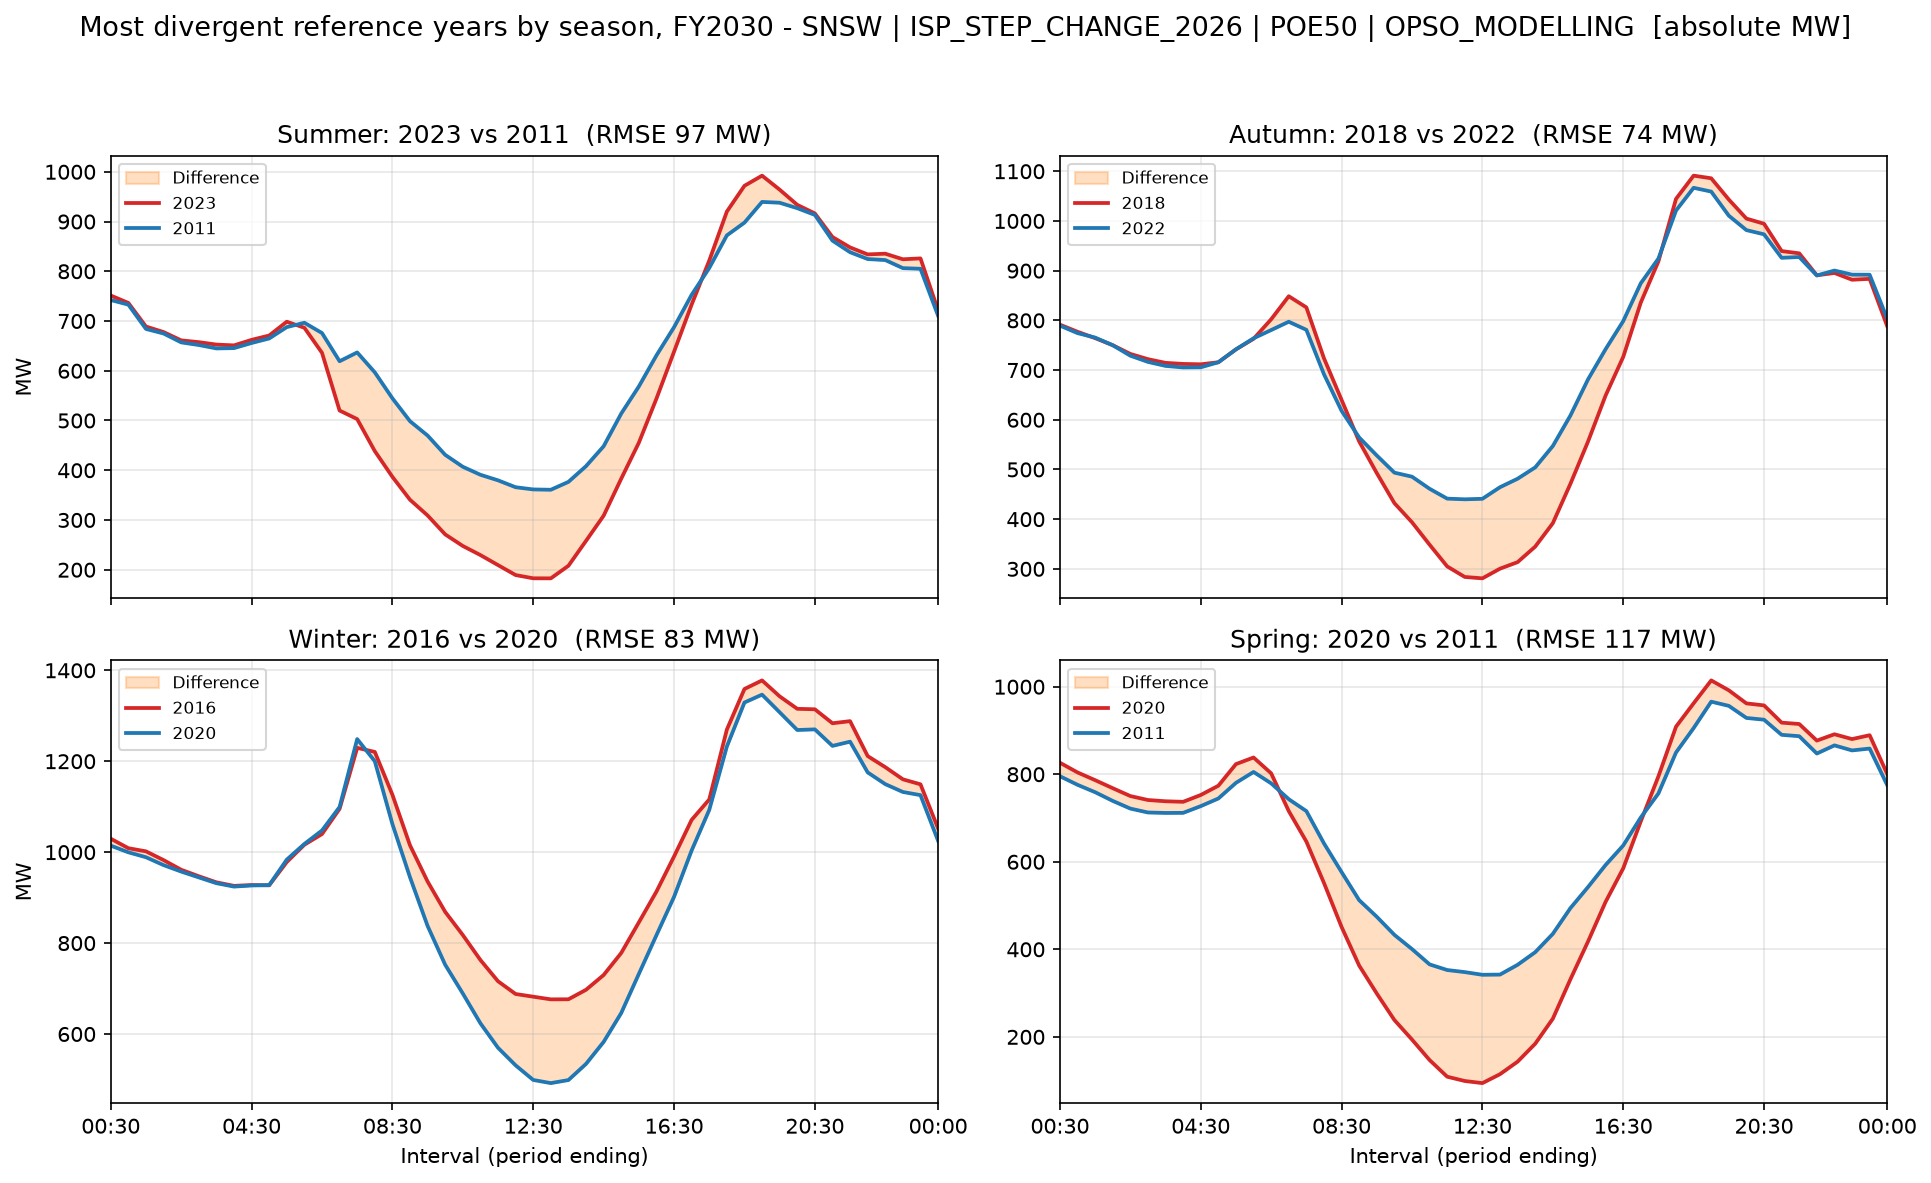 Most divergent reference years by season, FY2030 - SNSW | ISP_STEP_CHANGE_2026 | POE50 | OPSO_MODELLING  [absolute MW]
Summer: 2023 vs 2011  (RMSE 97 MW)
Difference
2023
2011
1000
900
800
700
600
500
400
300
200
MW
Autumn: 2018 vs 2022  (RMSE 74 MW)
Difference
2018
2022
1100
1000
900
800
700
600
500
400
300
Winter: 2016 vs 2020  (RMSE 83 MW)
Difference
2016
2020
1400
1200
1000
800
600
MW
00:30 04:30 08:30 12:30 16:30 20:30 00:00
Interval (period ending)
Spring: 2020 vs 2011  (RMSE 117 MW)
Difference
2020
2011
1000
800
600
400
200
00:30 04:30 08:30 12:30 16:30 20:30 00:00
Interval (period ending)